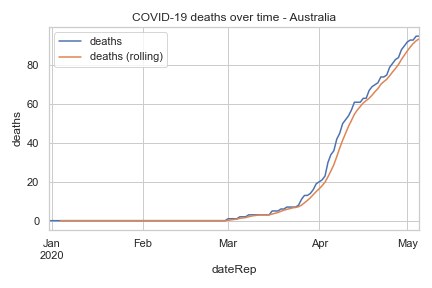 COVID-19 deaths over time - Australia
deaths
deaths (rolling)
80
60
40
20
0
deaths
Jan
2020
Feb
Mar
Apr
May
dateRep